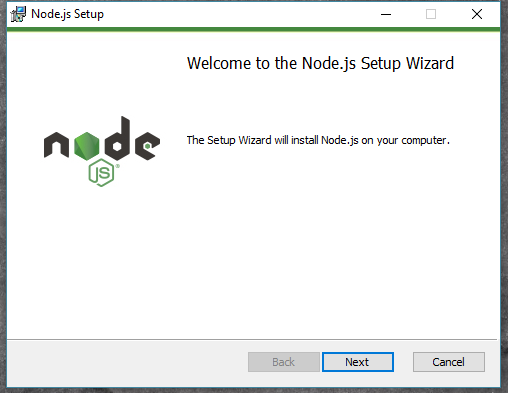 Node.js Setup
Welcome to the Node.js Setup Wizard
node
JS®
The Setup Wizard will install Node.js on your computer.
Back
Next
Cancel